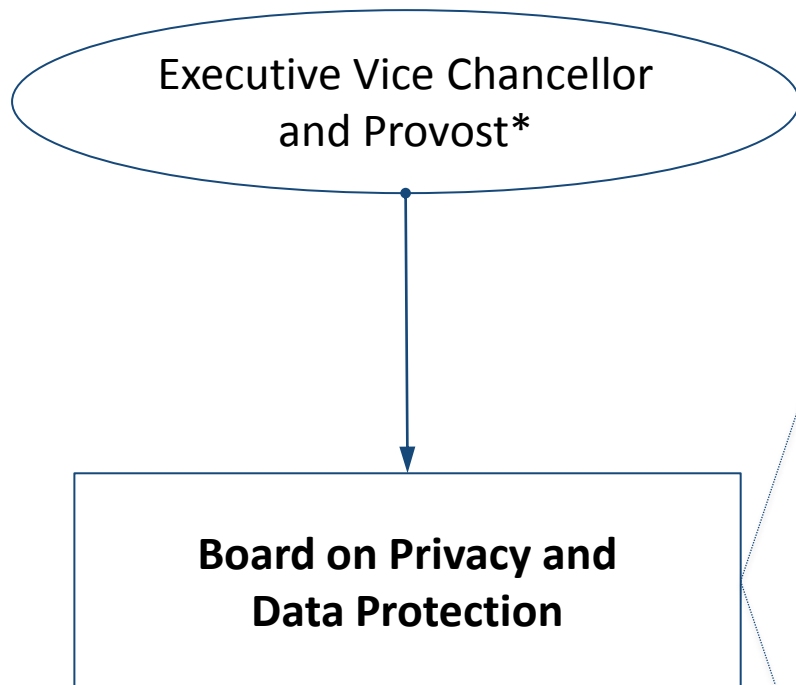 Executive Vice Chancellor
and Provost*
Board on Privacy and
Data Protection